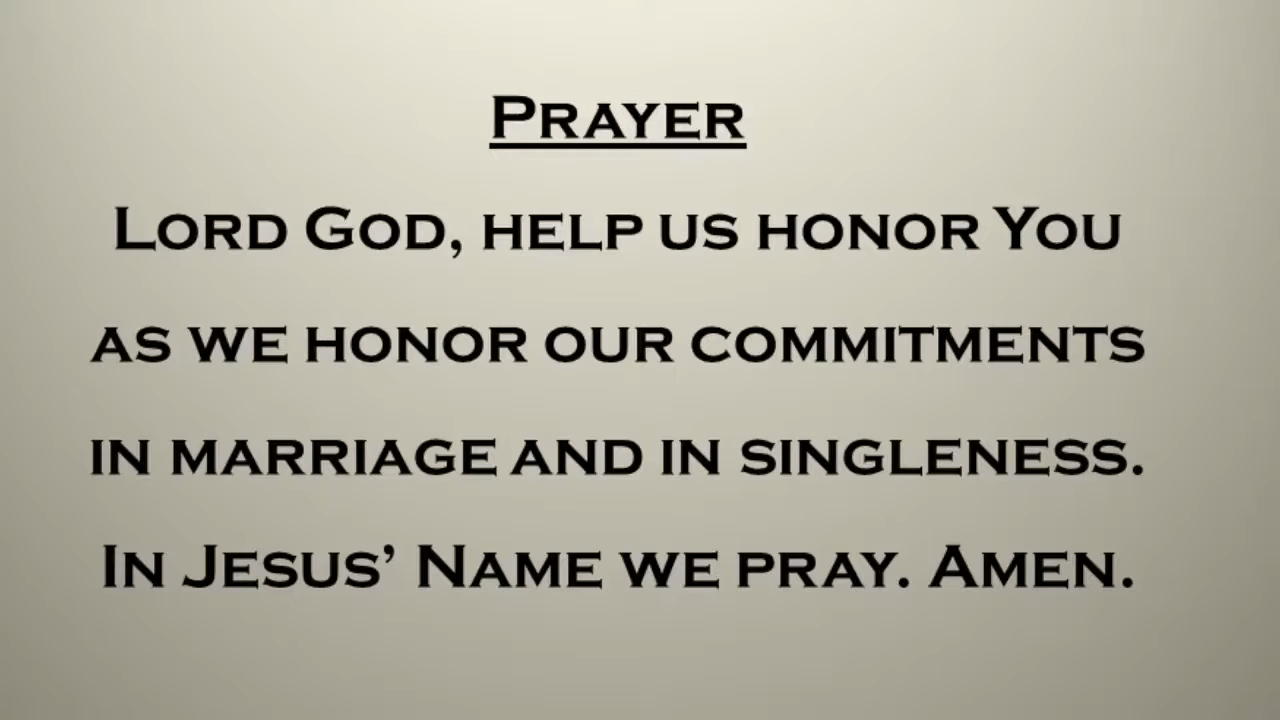 Prayer
Lord God, help us honor You
as we honor our commitments
in marriage and in singleness.
In Jesus’ Name we pray. Amen.